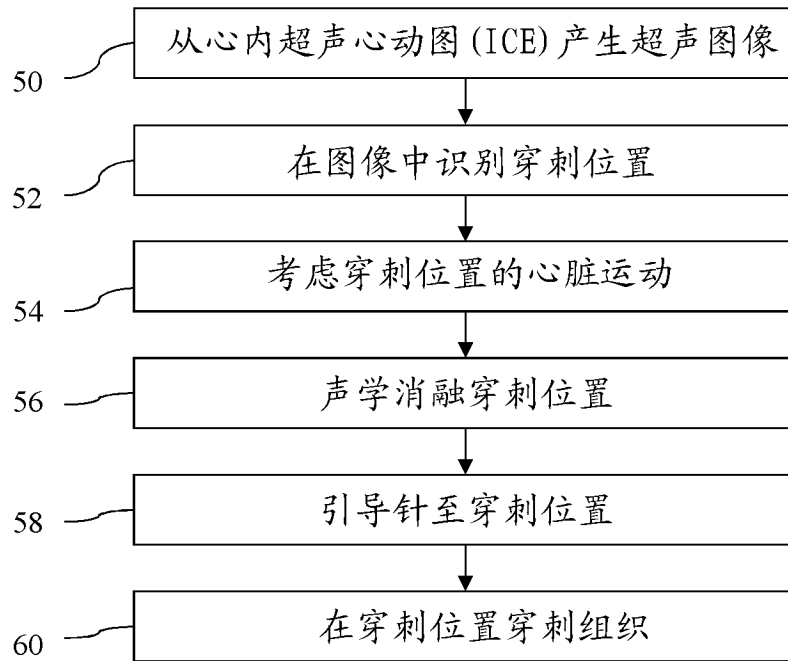 从心内超声心动图(ICE)产生超声图像
50
在图像中识别穿刺位置
52
考虑穿刺位置的心脏运动
54
声学消融穿刺位置
56
引导针至穿刺位置
58
在穿刺位置穿刺组织
60